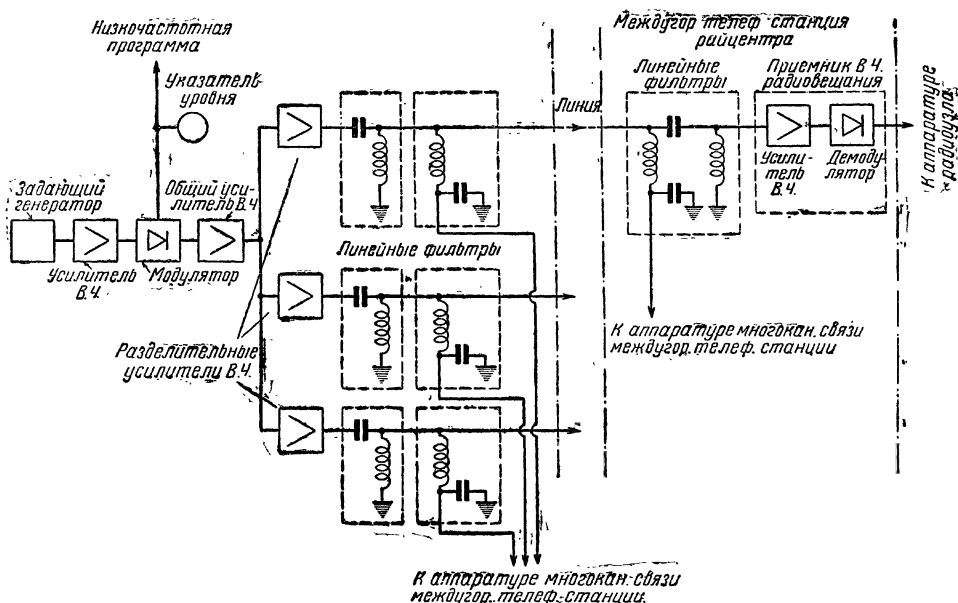 Низкочастотная
программа
Указатель
уровня
Задающий
генератор
Общий уси-
литель В.Ч.
Усилитель
В.Ч.
Модулятор
Разделительные
усилители В.Ч.
Линейные фильтры
Линия
Междугор телеф станция
райцентра
Линейные
фильтры
Приемник В.Ч.
радиовещания
Усили-
тель
В.Ч.
Демоду-
лятор
К аппаратуре
радиоузла
К аппаратуре многокан. связи
междугор. телеф. станции
К аппаратуре многокан. связи
междугор. телеф. станции.